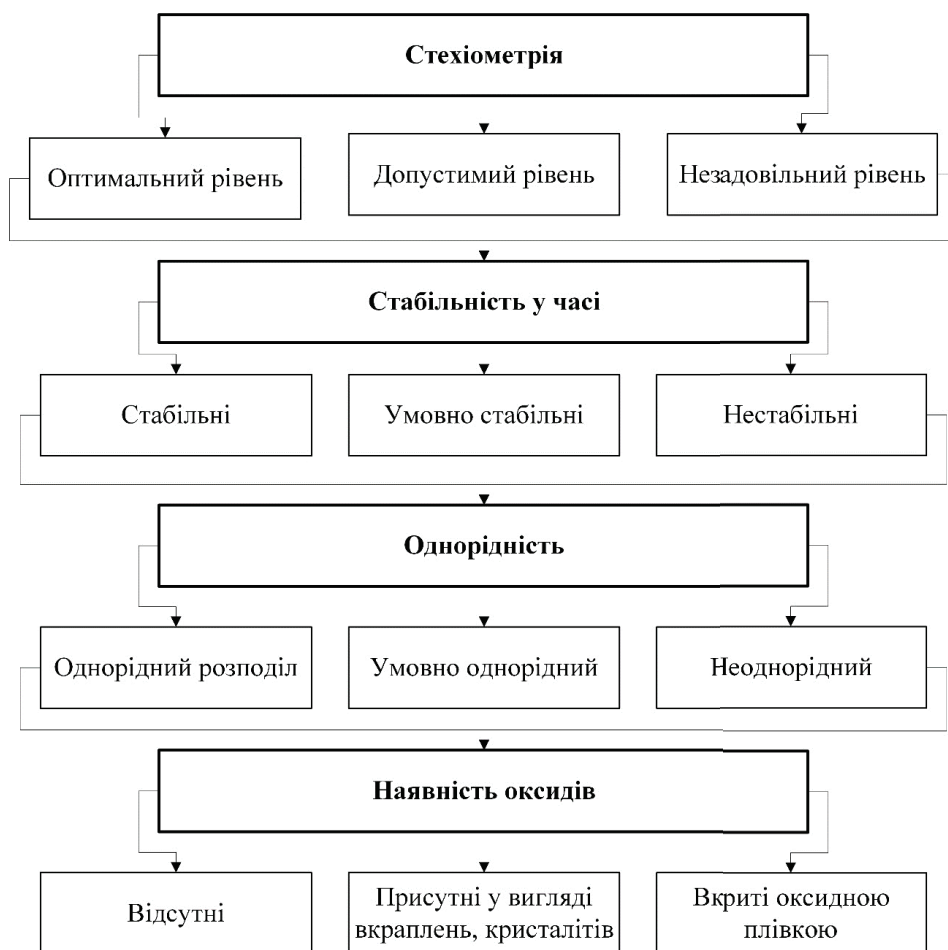 Стехіометрія
Оптимальний рівень
Допустимий рівень
Незадовільний рівень
Стабільність у часі
Стабільні
Умовно стабільні
Нестабільні
Однорідність
Однорідний розподіл
Умовно однорідний
Неоднорідний
Наявність оксидів
Відсутні
Присутні у вигляді
вкраплень, кристалітів
Вкриті оксидною
плівкою